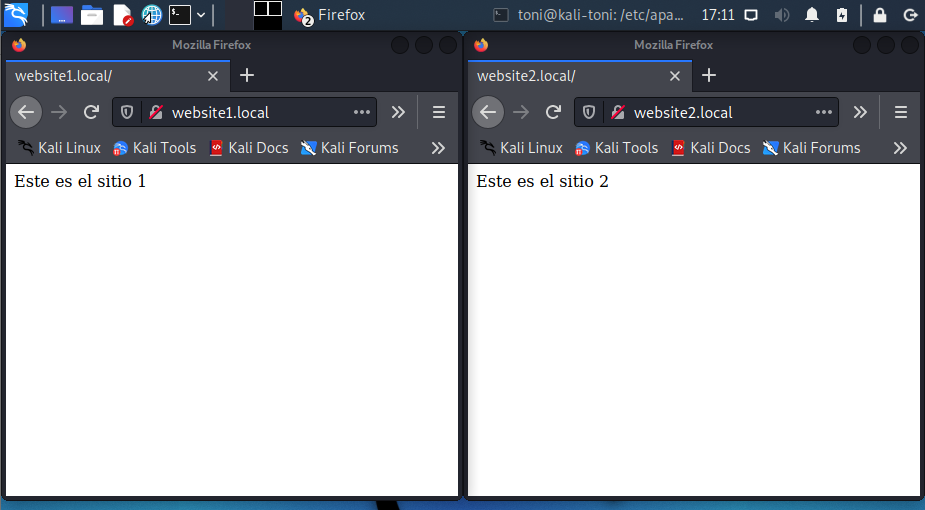 Firefox
2
toni@kali-toni: /etc/apa...
17:11
Mozilla Firefox
website1.local/
website1.local
Kali Linux
Kali Tools
Kali Docs
Kali Forums
Este es el sitio 1
Mozilla Firefox
website2.local/
website2.local
Kali Linux
Kali Tools
Kali Docs
Kali Forums
Este es el sitio 2